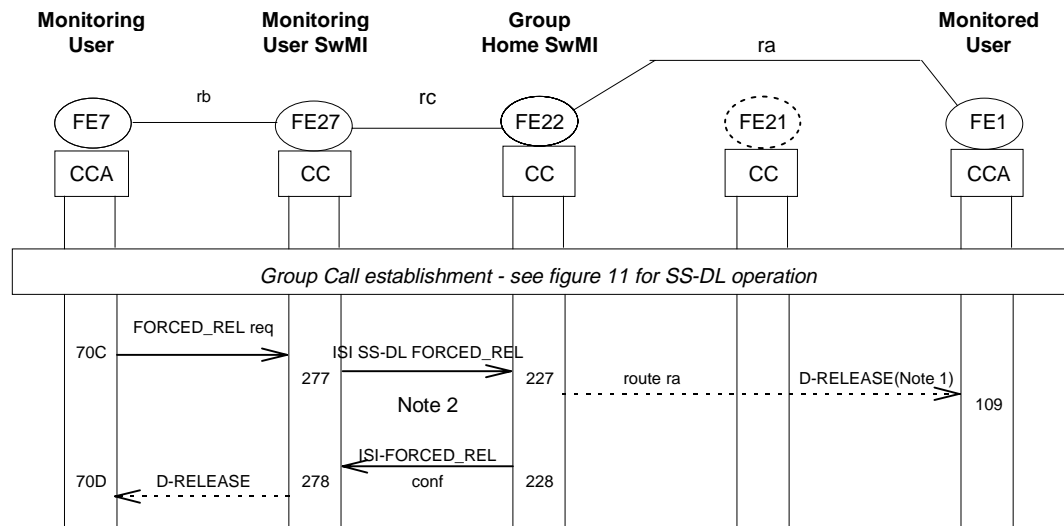 Monitoring
User
Monitoring
User SwMI
Group
Home SwMI
Monitored
User
ra
rb
rc
FE7
FE27
FE22
FE21
FE1
CCA
CC
CC
CC
CCA
Group Call establishment - see figure 11 for SS-DL operation
FORCED_REL req
70C
ISI SS-DL FORCED_REL
277
227
route ra
D-RELEASE(Note 1)
109
Note 2
ISI-FORCED_REL
conf
70D
D-RELEASE
278
228